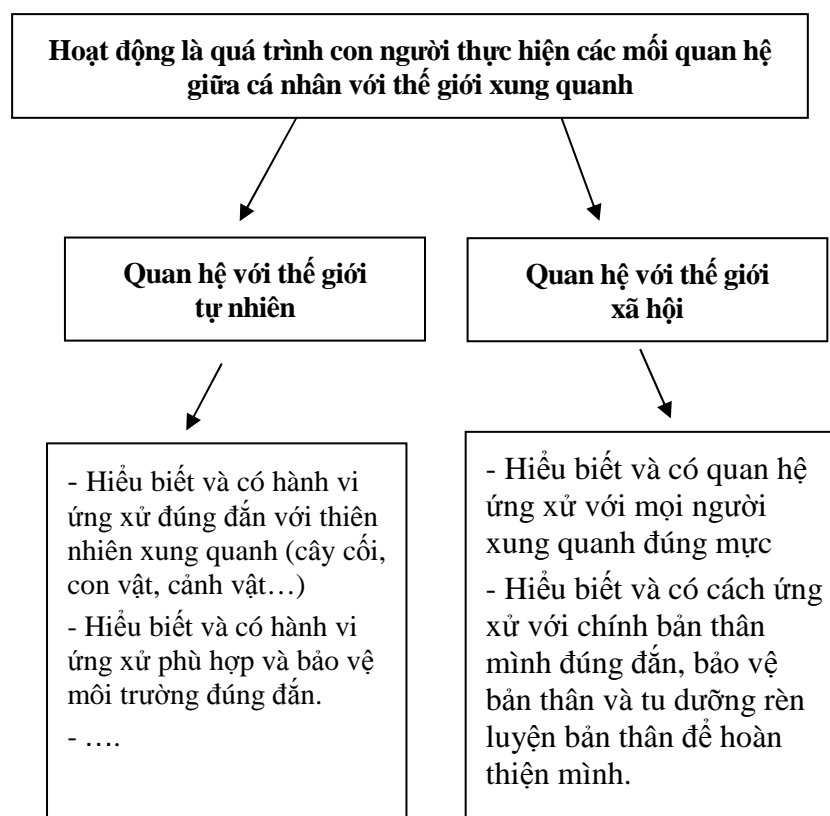 Hoạt động là quá trình con người thực hiện các mối quan hệ
giữa cá nhân với thế giới xung quanh
Quan hệ với thế giới
tự nhiên
Quan hệ với thế giới
xã hội
- Hiểu biết và có hành vi
ứng xử đúng đắn với thiên
nhiên xung quanh (cây cối,
con vật, cảnh vật…)
- Hiểu biết và có hành vi
ứng xử phù hợp và bảo vệ
môi trường đúng đắn.
- ….
- Hiểu biết và có quan hệ
ứng xử với mọi người
xung quanh đúng mực
- Hiểu biết và có cách ứng
xử với chính bản thân
mình đúng đắn, bảo vệ
bản thân và tu dưỡng rèn
luyện bản thân để hoàn
thiện mình.